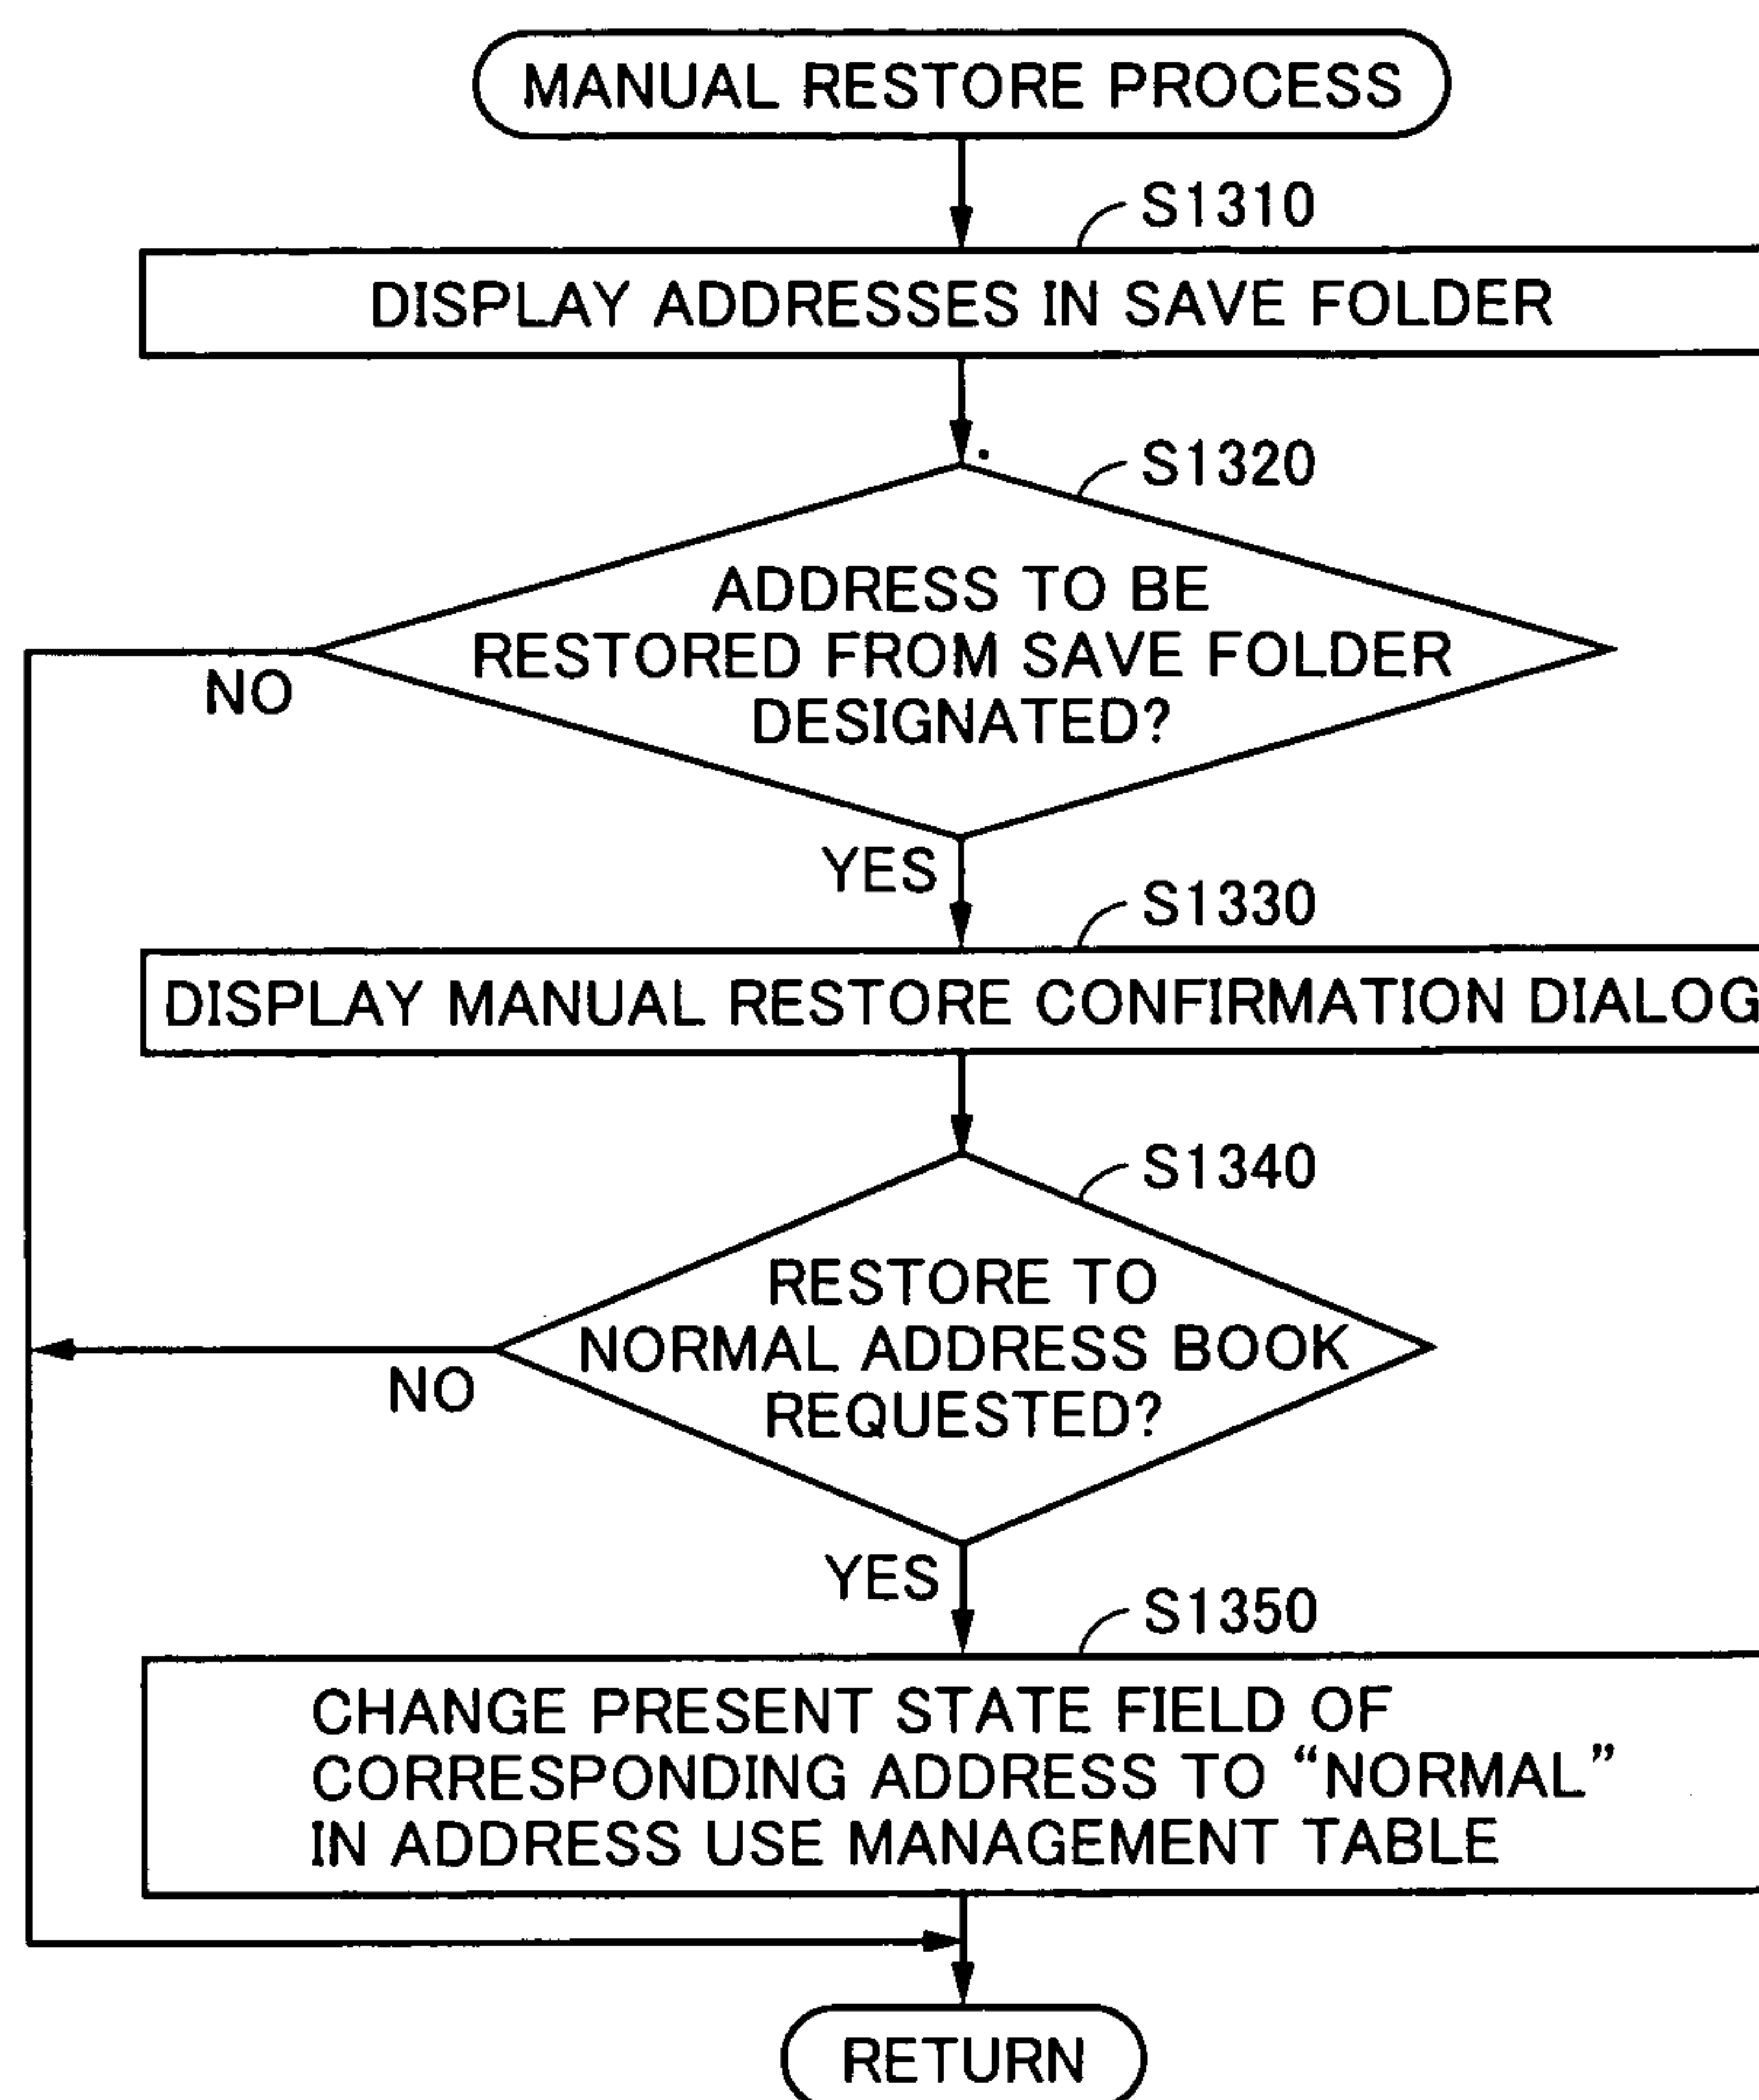 MANUAL RESTORE PROCESS
S1310
DISPLAY ADDRESSES IN SAVE FOLDER
S1320
ADDRESS TO BE
RESTORED FROM SAVE FOLDER
DESIGNATED?
NO
YES
S1330
DISPLAY MANUAL RESTORE CONFIRMATION DIALOG
S1340
RESTORE TO
NORMAL ADDRESS BOOK
REQUESTED?
NO
YES
S1350
CHANGE PRESENT STATE FIELD OF
CORRESPONDING ADDRESS TO “NORMAL”
IN ADDRESS USE MANAGEMENT TABLE
RETURN